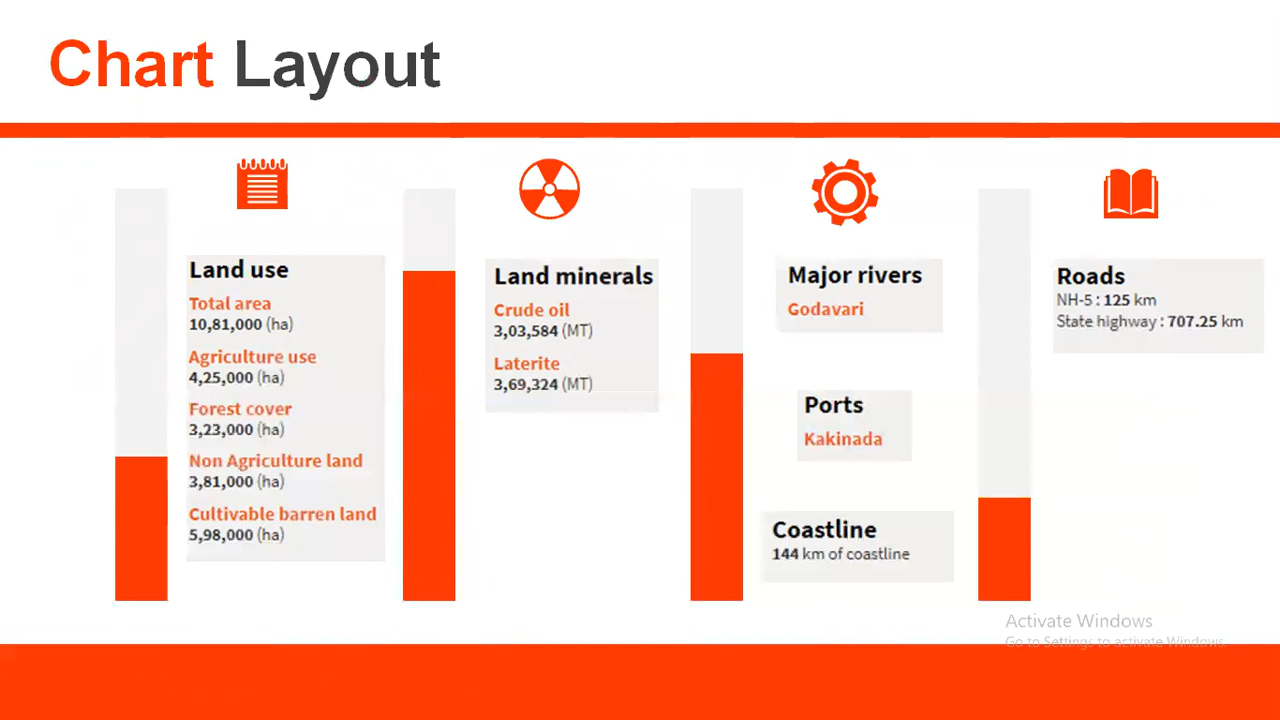 Chart Layout
Land use
Total area
10,81,000 (ha)
Agriculture use
4,25,000 (ha)
Forest cover
3,23,000 (ha)
Non Agriculture land
3,81,000 (ha)
Cultivable barren land
5,98,000 (ha)
Land minerals
Crude oil
3,03,584 (MT)
Laterite
3,69,324 (MT)
Major rivers
Godavari
Ports
Kakinada
Coastline
144 km of coastline
Roads
NH-5 : 125 km
State highway : 707.25 km
Activate Windows
Go to Settings to activate Windows.